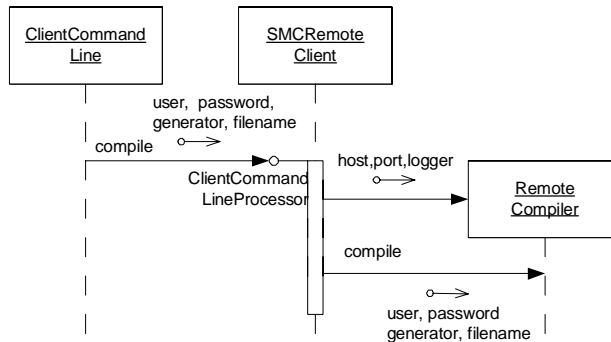 ClientCommand
Line
SMCRemote
Client
user, password,
generator, filename
compile
ClientCommand
LineProcessor
host,port,logger
Remote
Compiler
compile
user, password
generator, filename